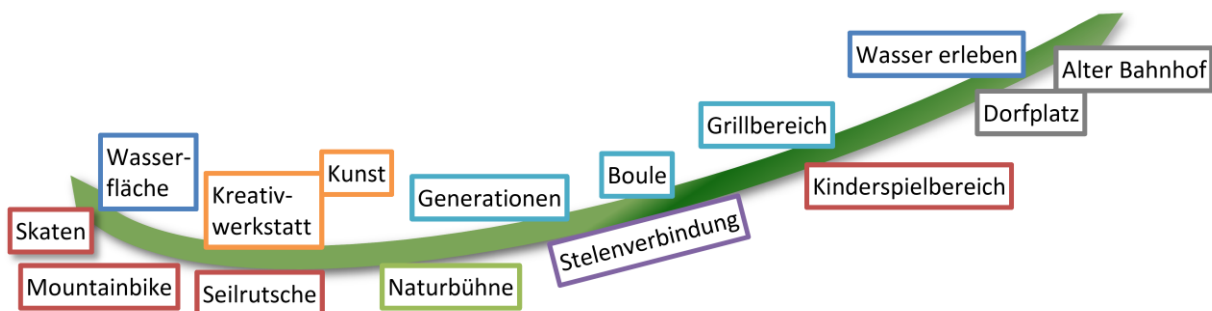 Wasser erleben
Alter Bahnhof
Dorfplatz
Grillbereich
Kinderspielbereich
Boule
Stelenverbindung
Generationen
Naturbühne
Kunst
Kreativ-
werkstatt
Seilrutsche
Wasser-
fläche
Skaten
Mountainbike